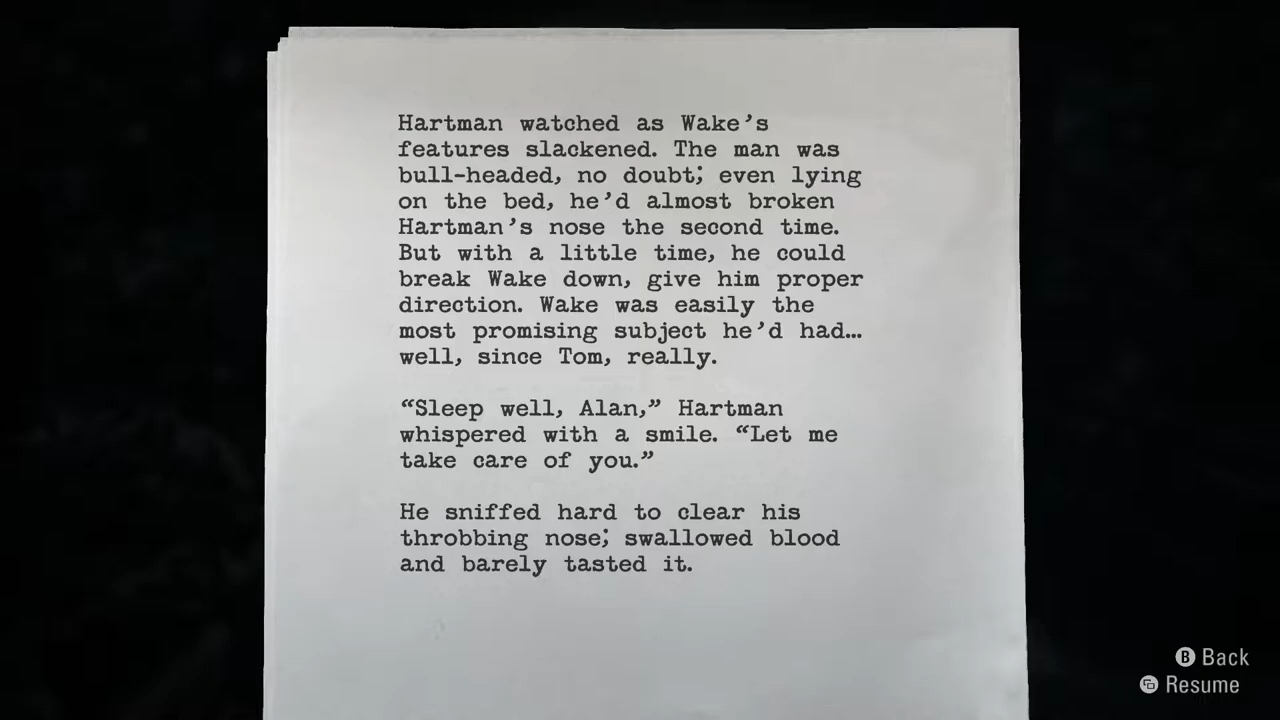 Hartman watched as Wake’s
features slackened. The man was
bull-headed, no doubt; even lying
on the bed, he’d almost broken
Hartman’s nose the second time.
But with a little time, he could
break Wake down, give him proper
direction. Wake was easily the
most promising subject he’d had…
well, since Tom, really.
“Sleep well, Alan,” Hartman
whispered with a smile. “Let me
take care of you.”
He sniffed hard to clear his
throbbing nose; swallowed blood
and barely tasted it.
B Back
Resume